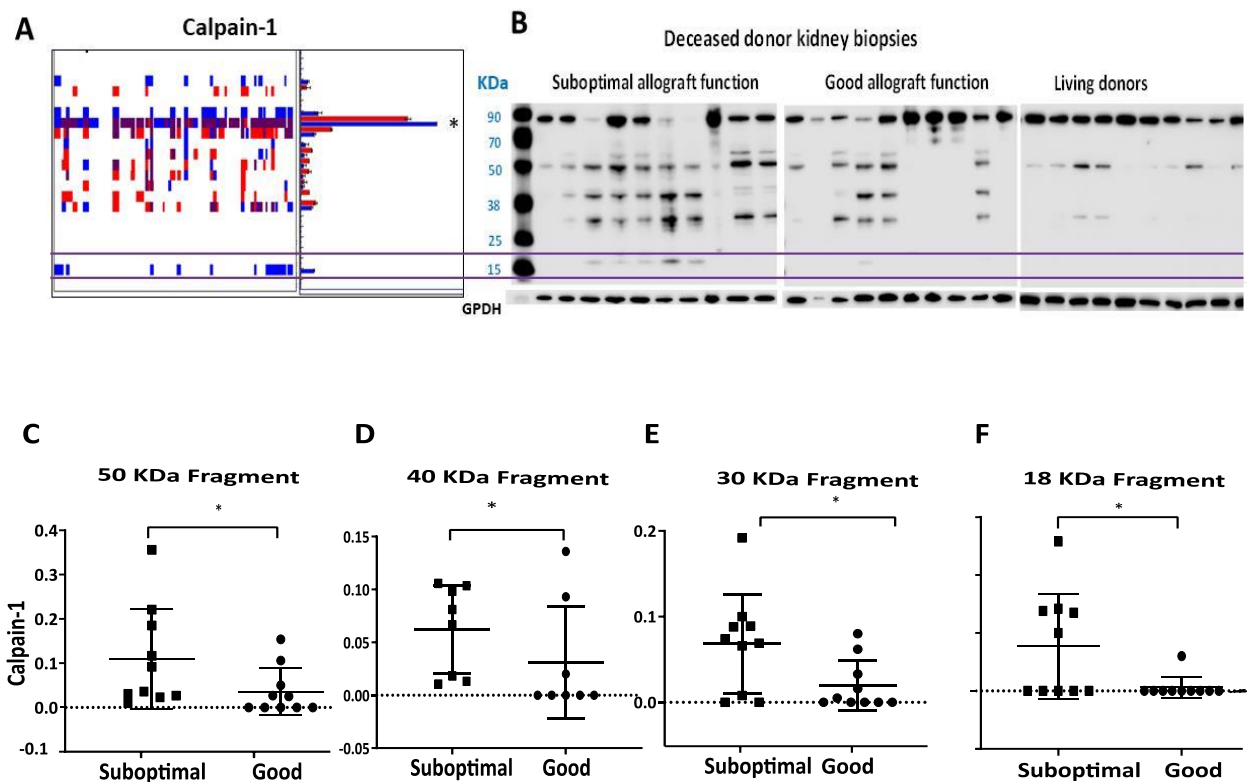 A
Calpain-1
*
B
Deceased donor kidney biopsies
KDa
Suboptimal allograft function
Good allograft function
Living donors
90
70
50
38
25
15
GPDH
C
50 KDa Fragment
*
0.4
0.3
0.2
0.1
0.0
-0.1
Calpain-1
Suboptimal
Good
D
40 KDa Fragment
*
0.15
0.10
0.05
0.00
-0.05
Suboptimal
Good
E
30 KDa Fragment
*
0.2
0.1
0.0
Suboptimal
Good
F
18 KDa Fragment
*
Suboptimal
Good